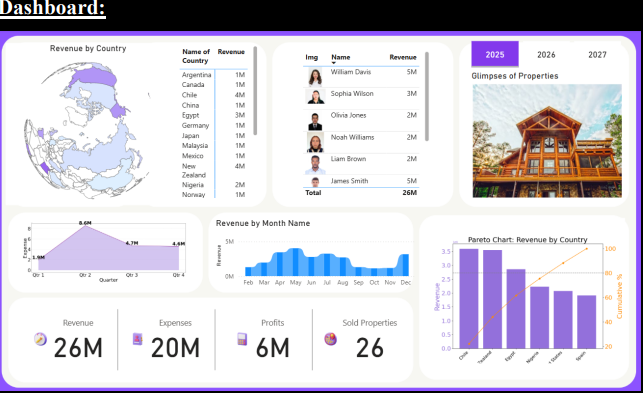 Dashboard:
Revenue by Country
Name of Country Revenue
Argentina 1M
Canada 1M
Chile 4M
China 1M
Egypt 3M
Germany 1M
Japan 1M
Malaysia 1M
Mexico 1M
New Zealand 4M
Nigeria 2M
Norway 1M
Img Name Revenue
William Davis 5M
Sophia Wilson 3M
Olivia Jones 2M
Noah Williams 2M
Liam Brown 2M
James Smith 5M
Total 26M
2025 2026 2027
Glimpses of Properties
Expense
8
6
4
2
0
1.9M
8.6M
4.7M
4.6M
Qtr 1 Qtr 2 Qtr 3 Qtr 4
Quarter
Revenue by Month Name
Revenue
5M
0M
Feb Mar Apr May Jun Jul Aug Sep Oct Nov Dec
Pareto Chart: Revenue by Country
Revenue
3.5
3.0
2.5
2.0
1.5
1.0
0.5
0.0
100
80
60
40
20
Cumulative %
Chile Zealand Egypt Nigeria States Spain
Revenue
26M
Expenses
20M
Profits
6M
Sold Properties
26